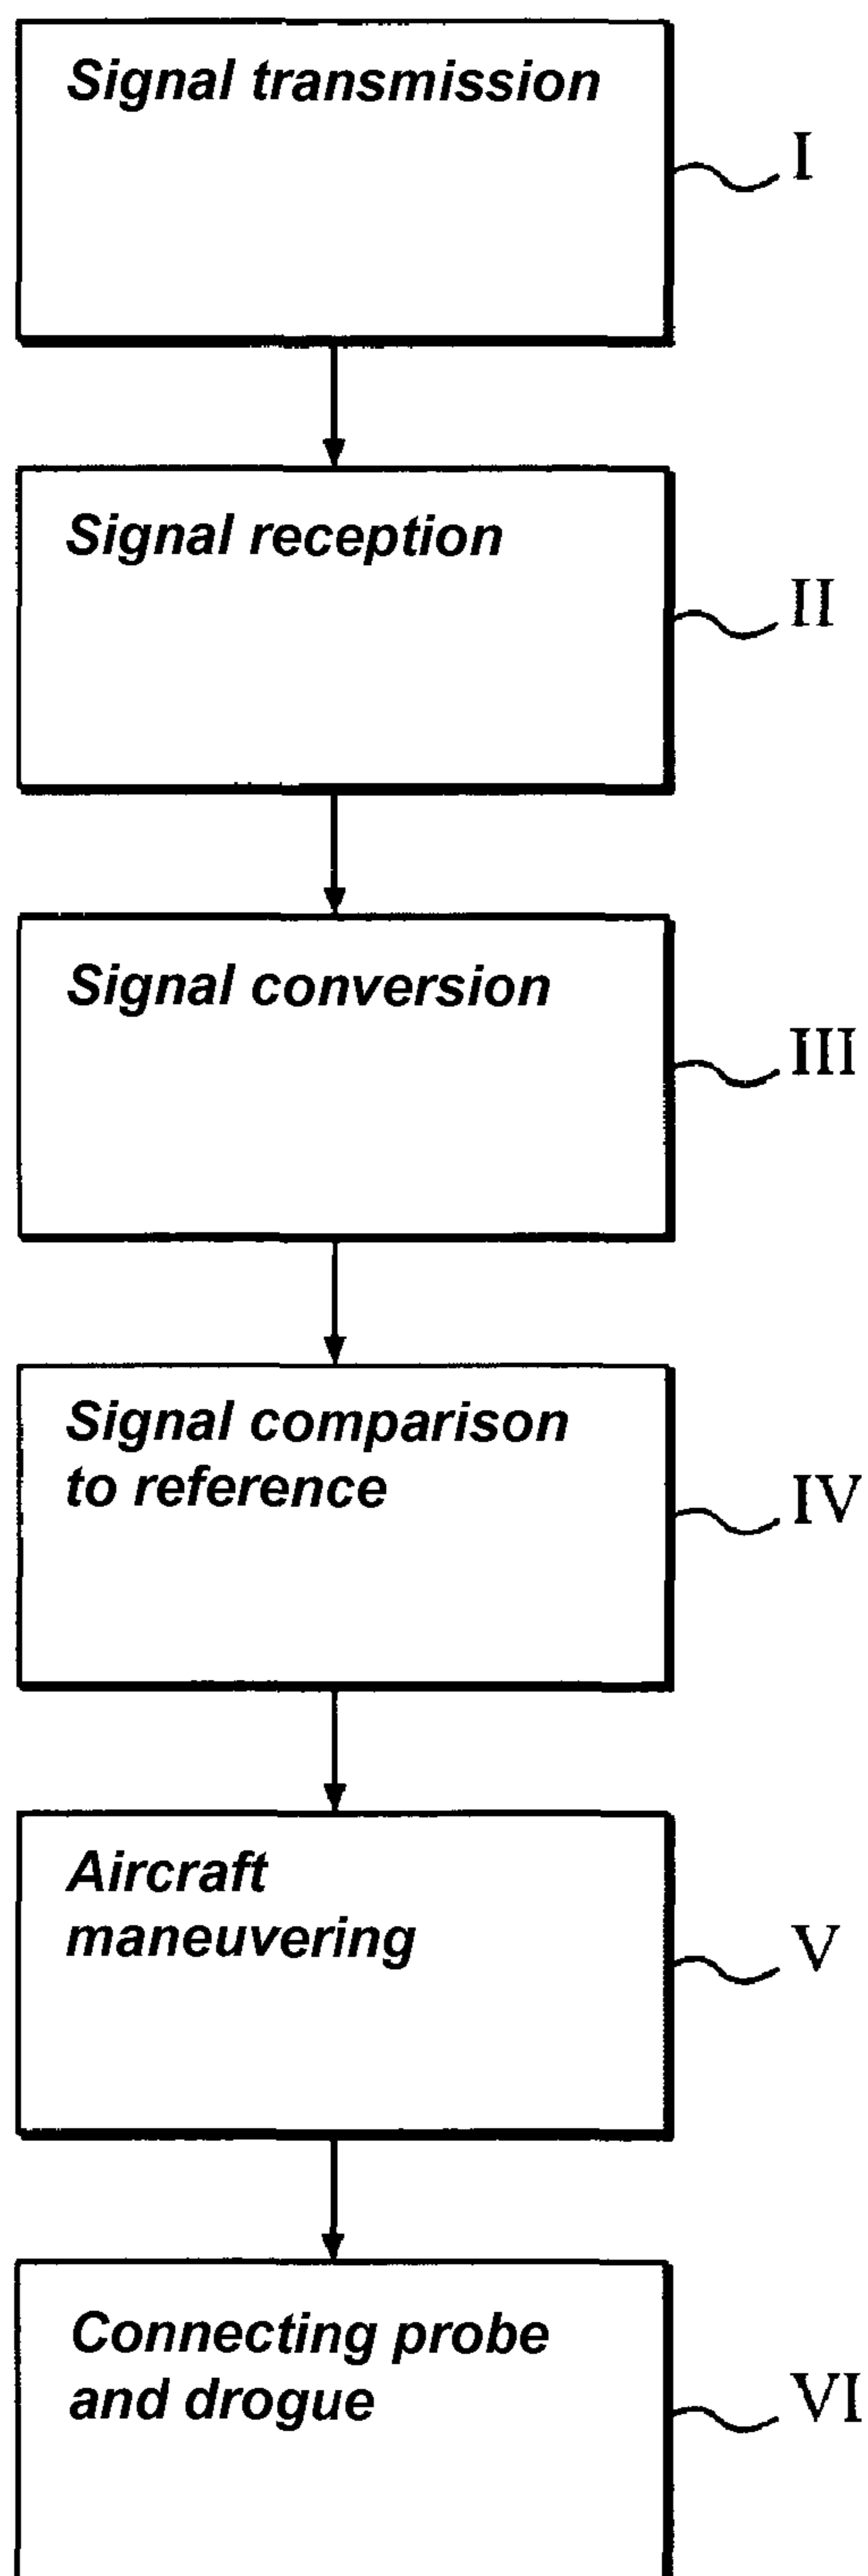 Signal transmission
I
Signal reception
II
Signal conversion
III
Signal comparison
to reference
IV
Aircraft
maneuvering
V
Connecting probe
and drogue
VI